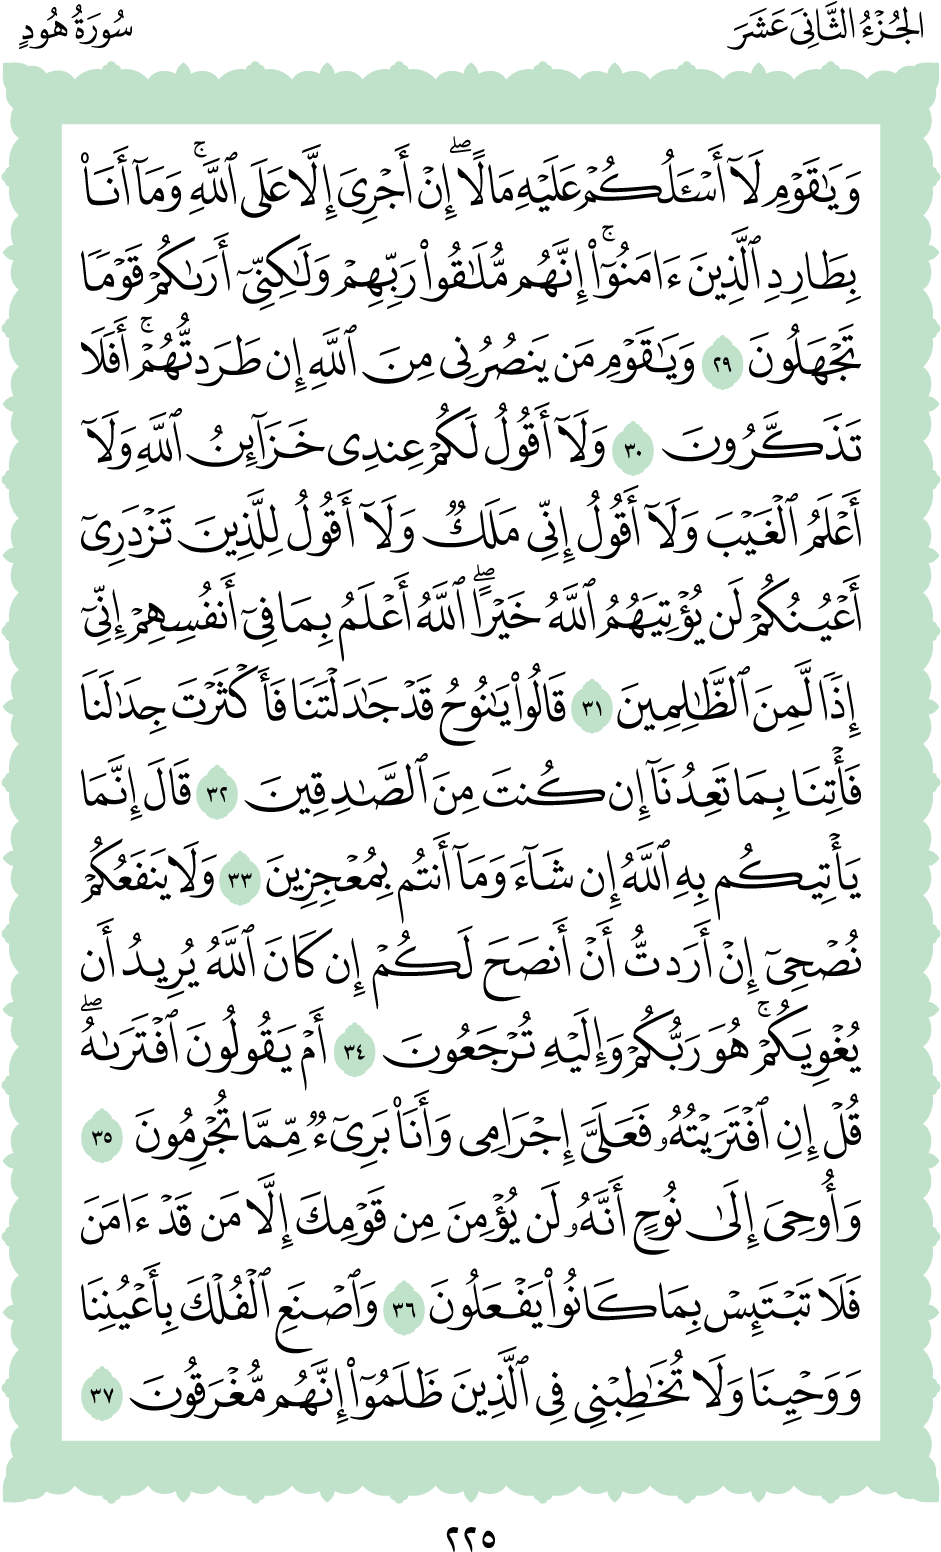 الجُزْءُ الثَّانِيَ عَشَرَ
سُورَةُ هُودٍ
وَيَٰقَوْمِ لَآ أَسْـَٔلُكُمْ عَلَيْهِ مَالًاۖ إِنْ أَجْرِىَ إِلَّا عَلَى ٱللَّهِۚ وَمَآ أَنَا۠
بِطَارِدِ ٱلَّذِينَ ءَامَنُوٓا۟ۚ إِنَّهُم مُّلَٰقُوا۟ رَبِّهِمْ وَلَٰكِنِّىٓ أَرَىٰكُمْ قَوْمًا
تَجْهَلُونَ ٢٩ وَيَٰقَوْمِ مَن يَنصُرُنِى مِنَ ٱللَّهِ إِن طَرَدتُّهُمْۚ أَفَلَا
تَذَكَّرُونَ ٣٠ وَلَآ أَقُولُ لَكُمْ عِندِى خَزَآئِنُ ٱللَّهِ وَلَآ
أَعْلَمُ ٱلْغَيْبَ وَلَآ أَقُولُ إِنِّى مَلَكٌ وَلَآ أَقُولُ لِلَّذِينَ تَزْدَرِىٓ
أَعْيُنُكُمْ لَن يُؤْتِيَهُمُ ٱللَّهُ خَيْرًاۖ ٱللَّهُ أَعْلَمُ بِمَا فِىٓ أَنفُسِهِمْ إِنِّىٓ
إِذًا لَّمِنَ ٱلظَّٰلِمِينَ ٣١ قَالُوا۟ يَٰنُوحُ قَدْ جَٰدَلْتَنَا فَأَكْثَرْتَ جِدَٰلَنَا
فَأْتِنَا بِمَا تَعِدُنَآ إِن كُنتَ مِنَ ٱلصَّٰدِقِينَ ٣٢ قَالَ إِنَّمَا
يَأْتِيكُم بِهِ ٱللَّهُ إِن شَآءَ وَمَآ أَنتُم بِمُعْجِزِينَ ٣٣ وَلَا يَنفَعُكُمْ
نُصْحِىٓ إِنْ أَرَدتُّ أَنْ أَنصَحَ لَكُمْ إِن كَانَ ٱللَّهُ يُرِيدُ أَن
يُغْوِيَكُمْۚ هُوَ رَبُّكُمْ وَإِلَيْهِ تُرْجَعُونَ ٣٤ أَمْ يَقُولُونَ ٱفْتَرَىٰهُۖ
قُلْ إِنِ ٱفْتَرَيْتُهُۥ فَعَلَىَّ إِجْرَامِى وَأَنَا۠ بَرِىٓءٌ مِّمَّا تُجْرِمُونَ ٣٥
وَأُوحِىَ إِلَىٰ نُوحٍ أَنَّهُۥ لَن يُؤْمِنَ مِن قَوْمِكَ إِلَّا مَن قَدْ ءَامَنَ
فَلَا تَبْتَئِسْ بِمَا كَانُوا۟ يَفْعَلُونَ ٣٦ وَٱصْنَعِ ٱلْفُلْكَ بِأَعْيُنِنَا
وَوَحْيِنَا وَلَا تُخَٰطِبْنِى فِى ٱلَّذِينَ ظَلَمُوٓا۟ إِنَّهُم مُّغْرَقُونَ ٣٧
٢٢٥